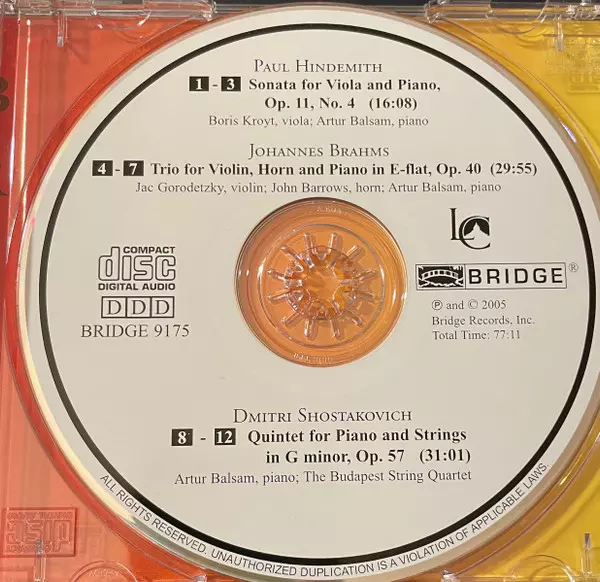 PAUL HINDEMITH
1 - 3 Sonata for Viola and Piano,
Op. 11, No. 4 (16:08)
Boris Kroyt, viola; Artur Balsam, piano
JOHANNES BRAHMS
4 - 7 Trio for Violin, Horn and Piano in E-flat, Op. 40 (29:55)
Jac Gorodetzky, violin; John Barrows, horn; Artur Balsam, piano
COMPACT
disc
DIGITAL AUDIO
DDD
BRIDGE 9175
LC
BRIDGE®
℗ and © 2005
Bridge Records, Inc.
Total Time: 77:11
DMITRI SHOSTAKOVICH
8 - 12 Quintet for Piano and Strings
in G minor, Op. 57 (31:01)
Artur Balsam, piano; The Budapest String Quartet
ALL RIGHTS RESERVED. UNAUTHORIZED DUPLICATION IS A VIOLATION OF APPLICABLE LAWS.